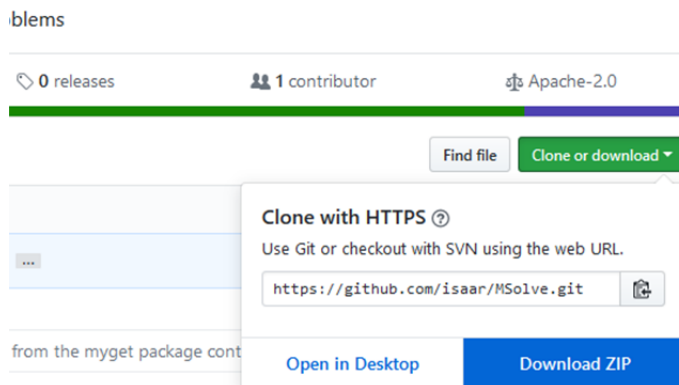 oblems
0 releases 1 contributor Apache-2.0
Find file Clone or download
Clone with HTTPS
Use Git or checkout with SVN using the web URL.
...
https://github.com/isaar/MSolve.git
from the myget package cont
Open in Desktop Download ZIP